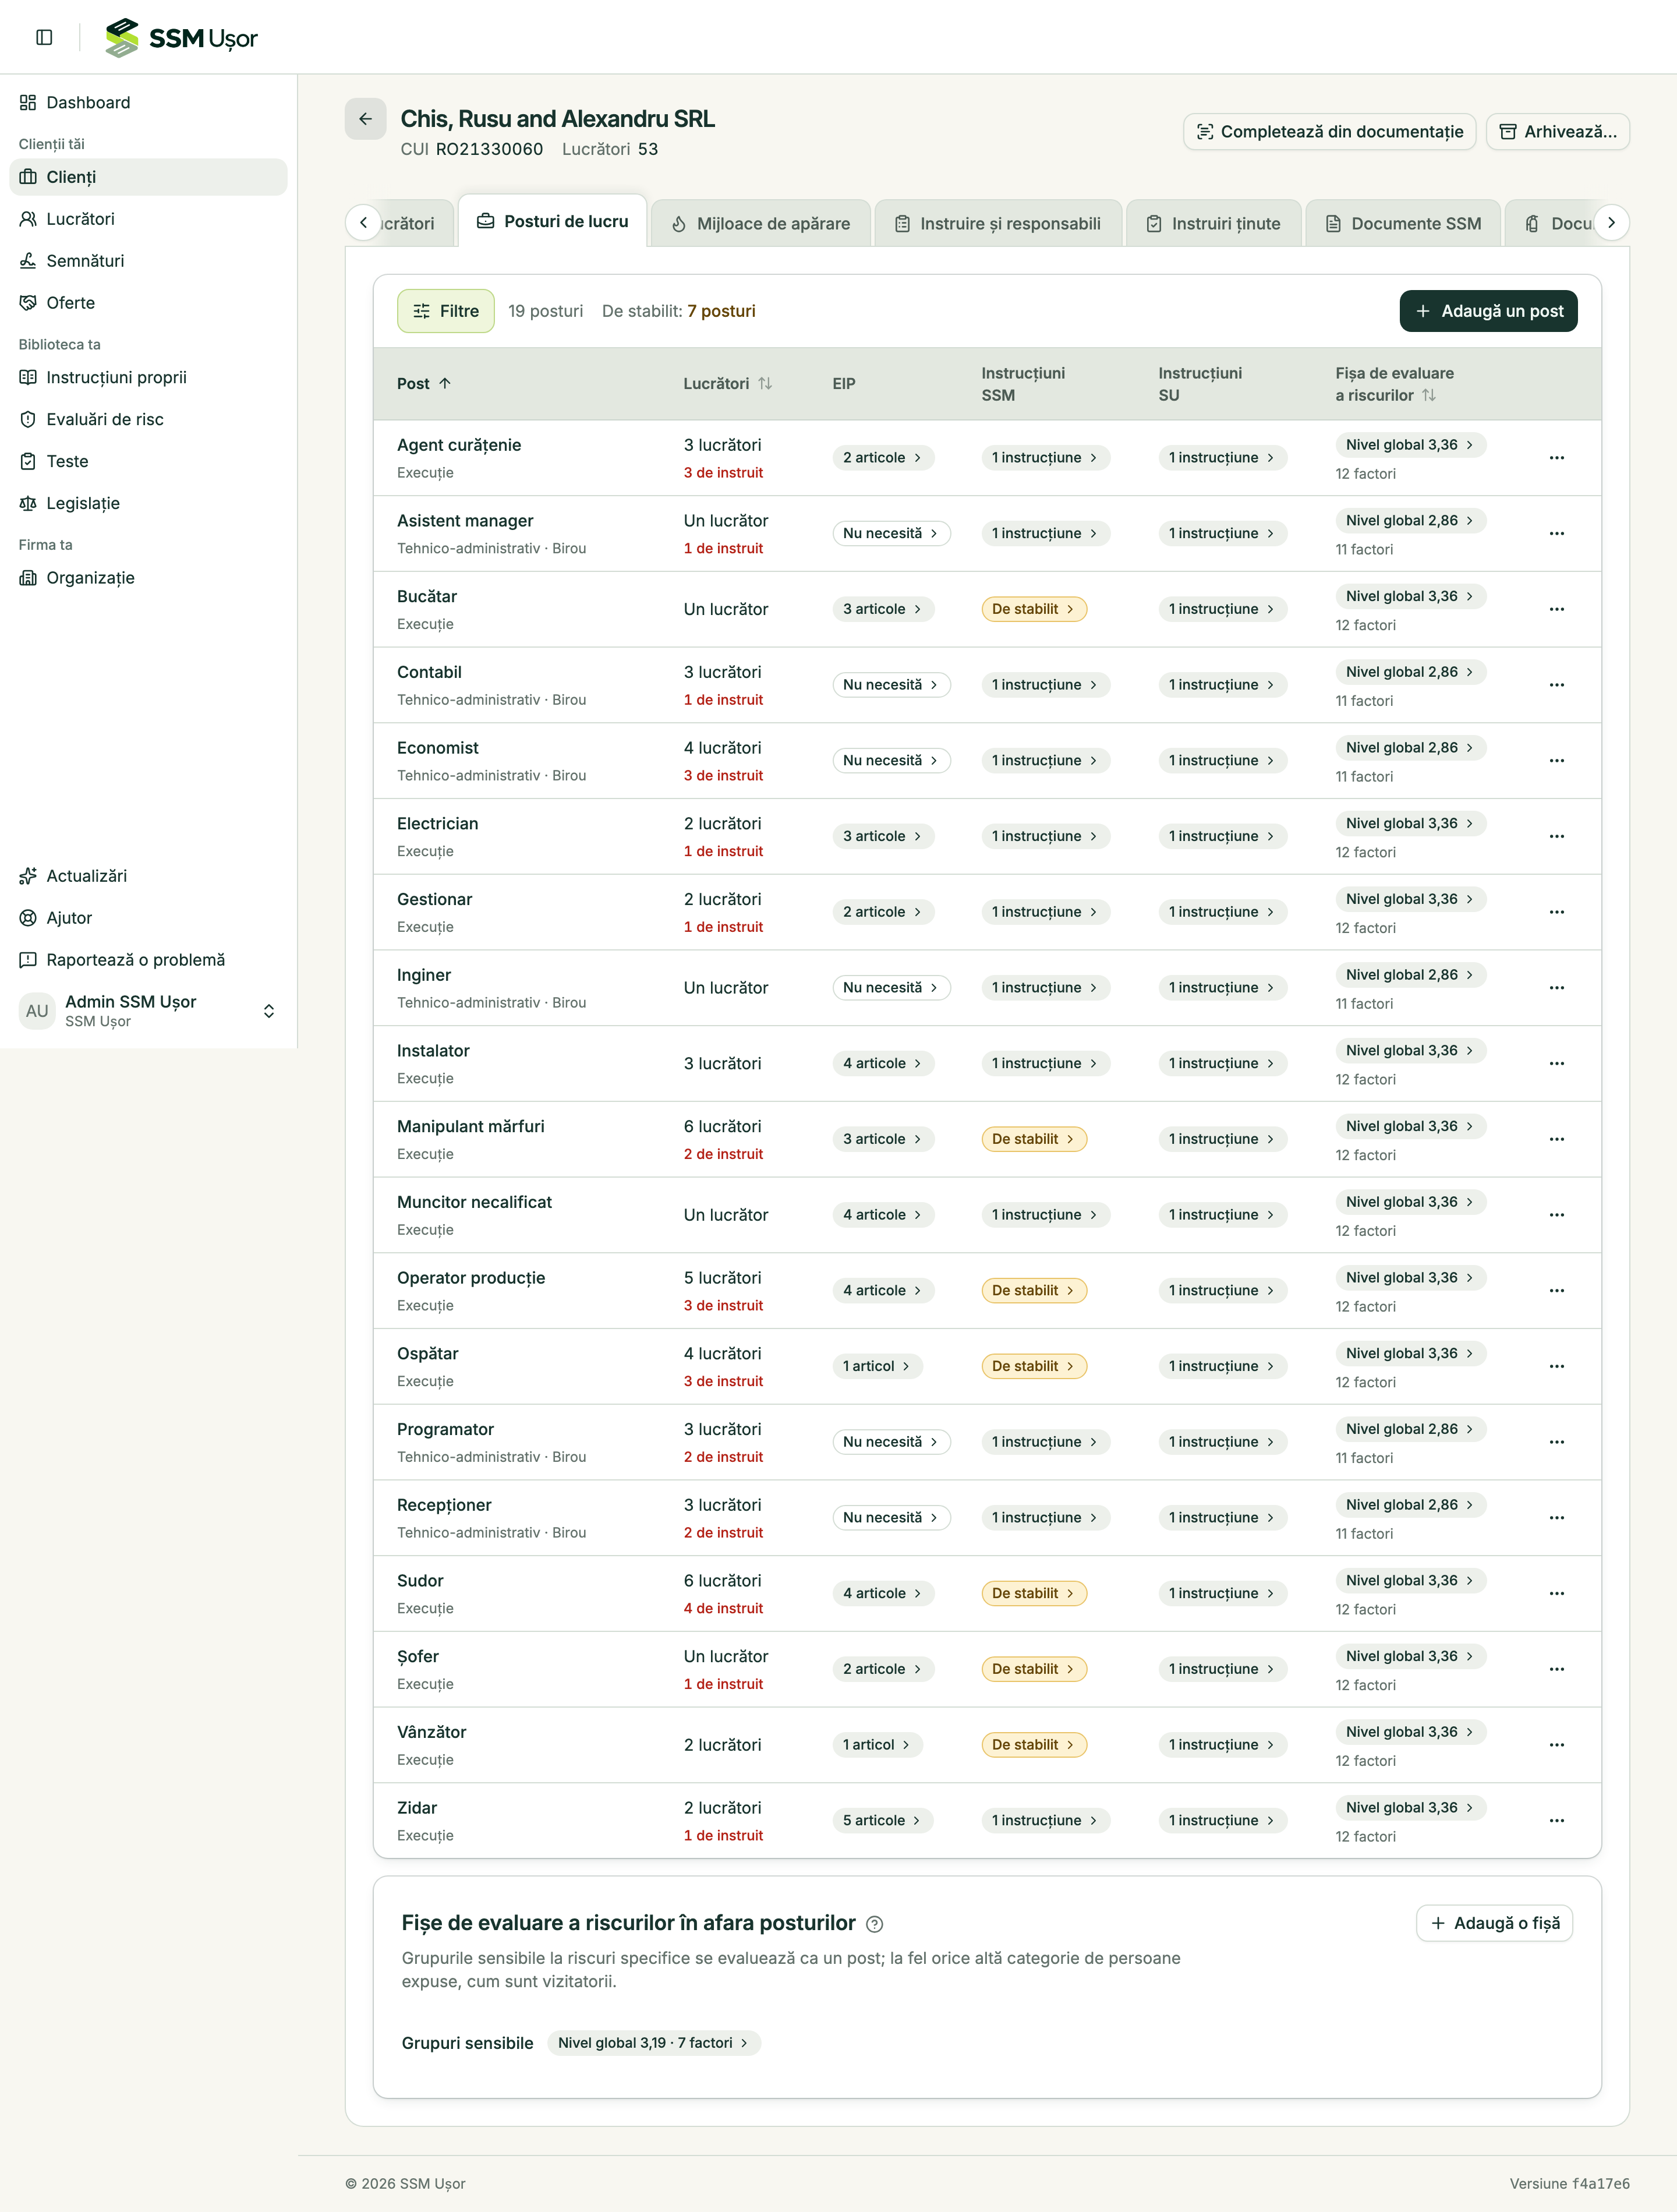 SSM Ușor
Dashboard
Clienții tăi
Clienți
Lucrători
Semnături
Oferte
Biblioteca ta
Instrucțiuni proprii
Evaluări de risc
Teste
Legislație
Firma ta
Organizație
Actualizări
Ajutor
Raportează o problemă
AU
Admin SSM Ușor
SSM Ușor
Chis, Rusu and Alexandru SRL
CUI RO21330060 Lucrători 53
Completează din documentație
Arhivează...
crători
Posturi de lucru
Mijloace de apărare
Instruire și responsabili
Instruiri ținute
Documente SSM
Docu
Filtre
19 posturi
De stabilit: 7 posturi
Adaugă un post
Post
Lucrători
EIP
Instrucțiuni
SSM
Instrucțiuni
SU
Fișa de evaluare
a riscurilor
Agent curățenie
Execuție
3 lucrători
3 de instruit
2 articole
1 instrucțiune
1 instrucțiune
Nivel global 3,36
12 factori
Asistent manager
Tehnico-administrativ · Birou
Un lucrător
1 de instruit
Nu necesită
1 instrucțiune
1 instrucțiune
Nivel global 2,86
11 factori
Bucătar
Execuție
Un lucrător
3 articole
De stabilit
1 instrucțiune
Nivel global 3,36
12 factori
Contabil
Tehnico-administrativ · Birou
3 lucrători
1 de instruit
Nu necesită
1 instrucțiune
1 instrucțiune
Nivel global 2,86
11 factori
Economist
Tehnico-administrativ · Birou
4 lucrători
3 de instruit
Nu necesită
1 instrucțiune
1 instrucțiune
Nivel global 2,86
11 factori
Electrician
Execuție
2 lucrători
1 de instruit
3 articole
1 instrucțiune
1 instrucțiune
Nivel global 3,36
12 factori
Gestionar
Execuție
2 lucrători
1 de instruit
2 articole
1 instrucțiune
1 instrucțiune
Nivel global 3,36
12 factori
Inginer
Tehnico-administrativ · Birou
Un lucrător
Nu necesită
1 instrucțiune
1 instrucțiune
Nivel global 2,86
11 factori
Instalator
Execuție
3 lucrători
4 articole
1 instrucțiune
1 instrucțiune
Nivel global 3,36
12 factori
Manipulant mărfuri
Execuție
6 lucrători
2 de instruit
3 articole
De stabilit
1 instrucțiune
Nivel global 3,36
12 factori
Muncitor necalificat
Execuție
Un lucrător
4 articole
1 instrucțiune
1 instrucțiune
Nivel global 3,36
12 factori
Operator producție
Execuție
5 lucrători
3 de instruit
4 articole
De stabilit
1 instrucțiune
Nivel global 3,36
12 factori
Ospătar
Execuție
4 lucrători
3 de instruit
1 articol
De stabilit
1 instrucțiune
Nivel global 3,36
12 factori
Programator
Tehnico-administrativ · Birou
3 lucrători
2 de instruit
Nu necesită
1 instrucțiune
1 instrucțiune
Nivel global 2,86
11 factori
Recepționer
Tehnico-administrativ · Birou
3 lucrători
2 de instruit
Nu necesită
1 instrucțiune
1 instrucțiune
Nivel global 2,86
11 factori
Sudor
Execuție
6 lucrători
4 de instruit
4 articole
De stabilit
1 instrucțiune
Nivel global 3,36
12 factori
Șofer
Execuție
Un lucrător
1 de instruit
2 articole
De stabilit
1 instrucțiune
Nivel global 3,36
12 factori
Vânzător
Execuție
2 lucrători
1 articol
De stabilit
1 instrucțiune
Nivel global 3,36
12 factori
Zidar
Execuție
2 lucrători
1 de instruit
5 articole
1 instrucțiune
1 instrucțiune
Nivel global 3,36
12 factori
Fișe de evaluare a riscurilor în afara posturilor
Adaugă o fișă
Grupurile sensibile la riscuri specifice se evaluează ca un post; la fel orice altă categorie de persoane
expuse, cum sunt vizitatorii.
Grupuri sensibile
Nivel global 3,19 · 7 factori
© 2026 SSM Ușor
Versiune f4a17e6